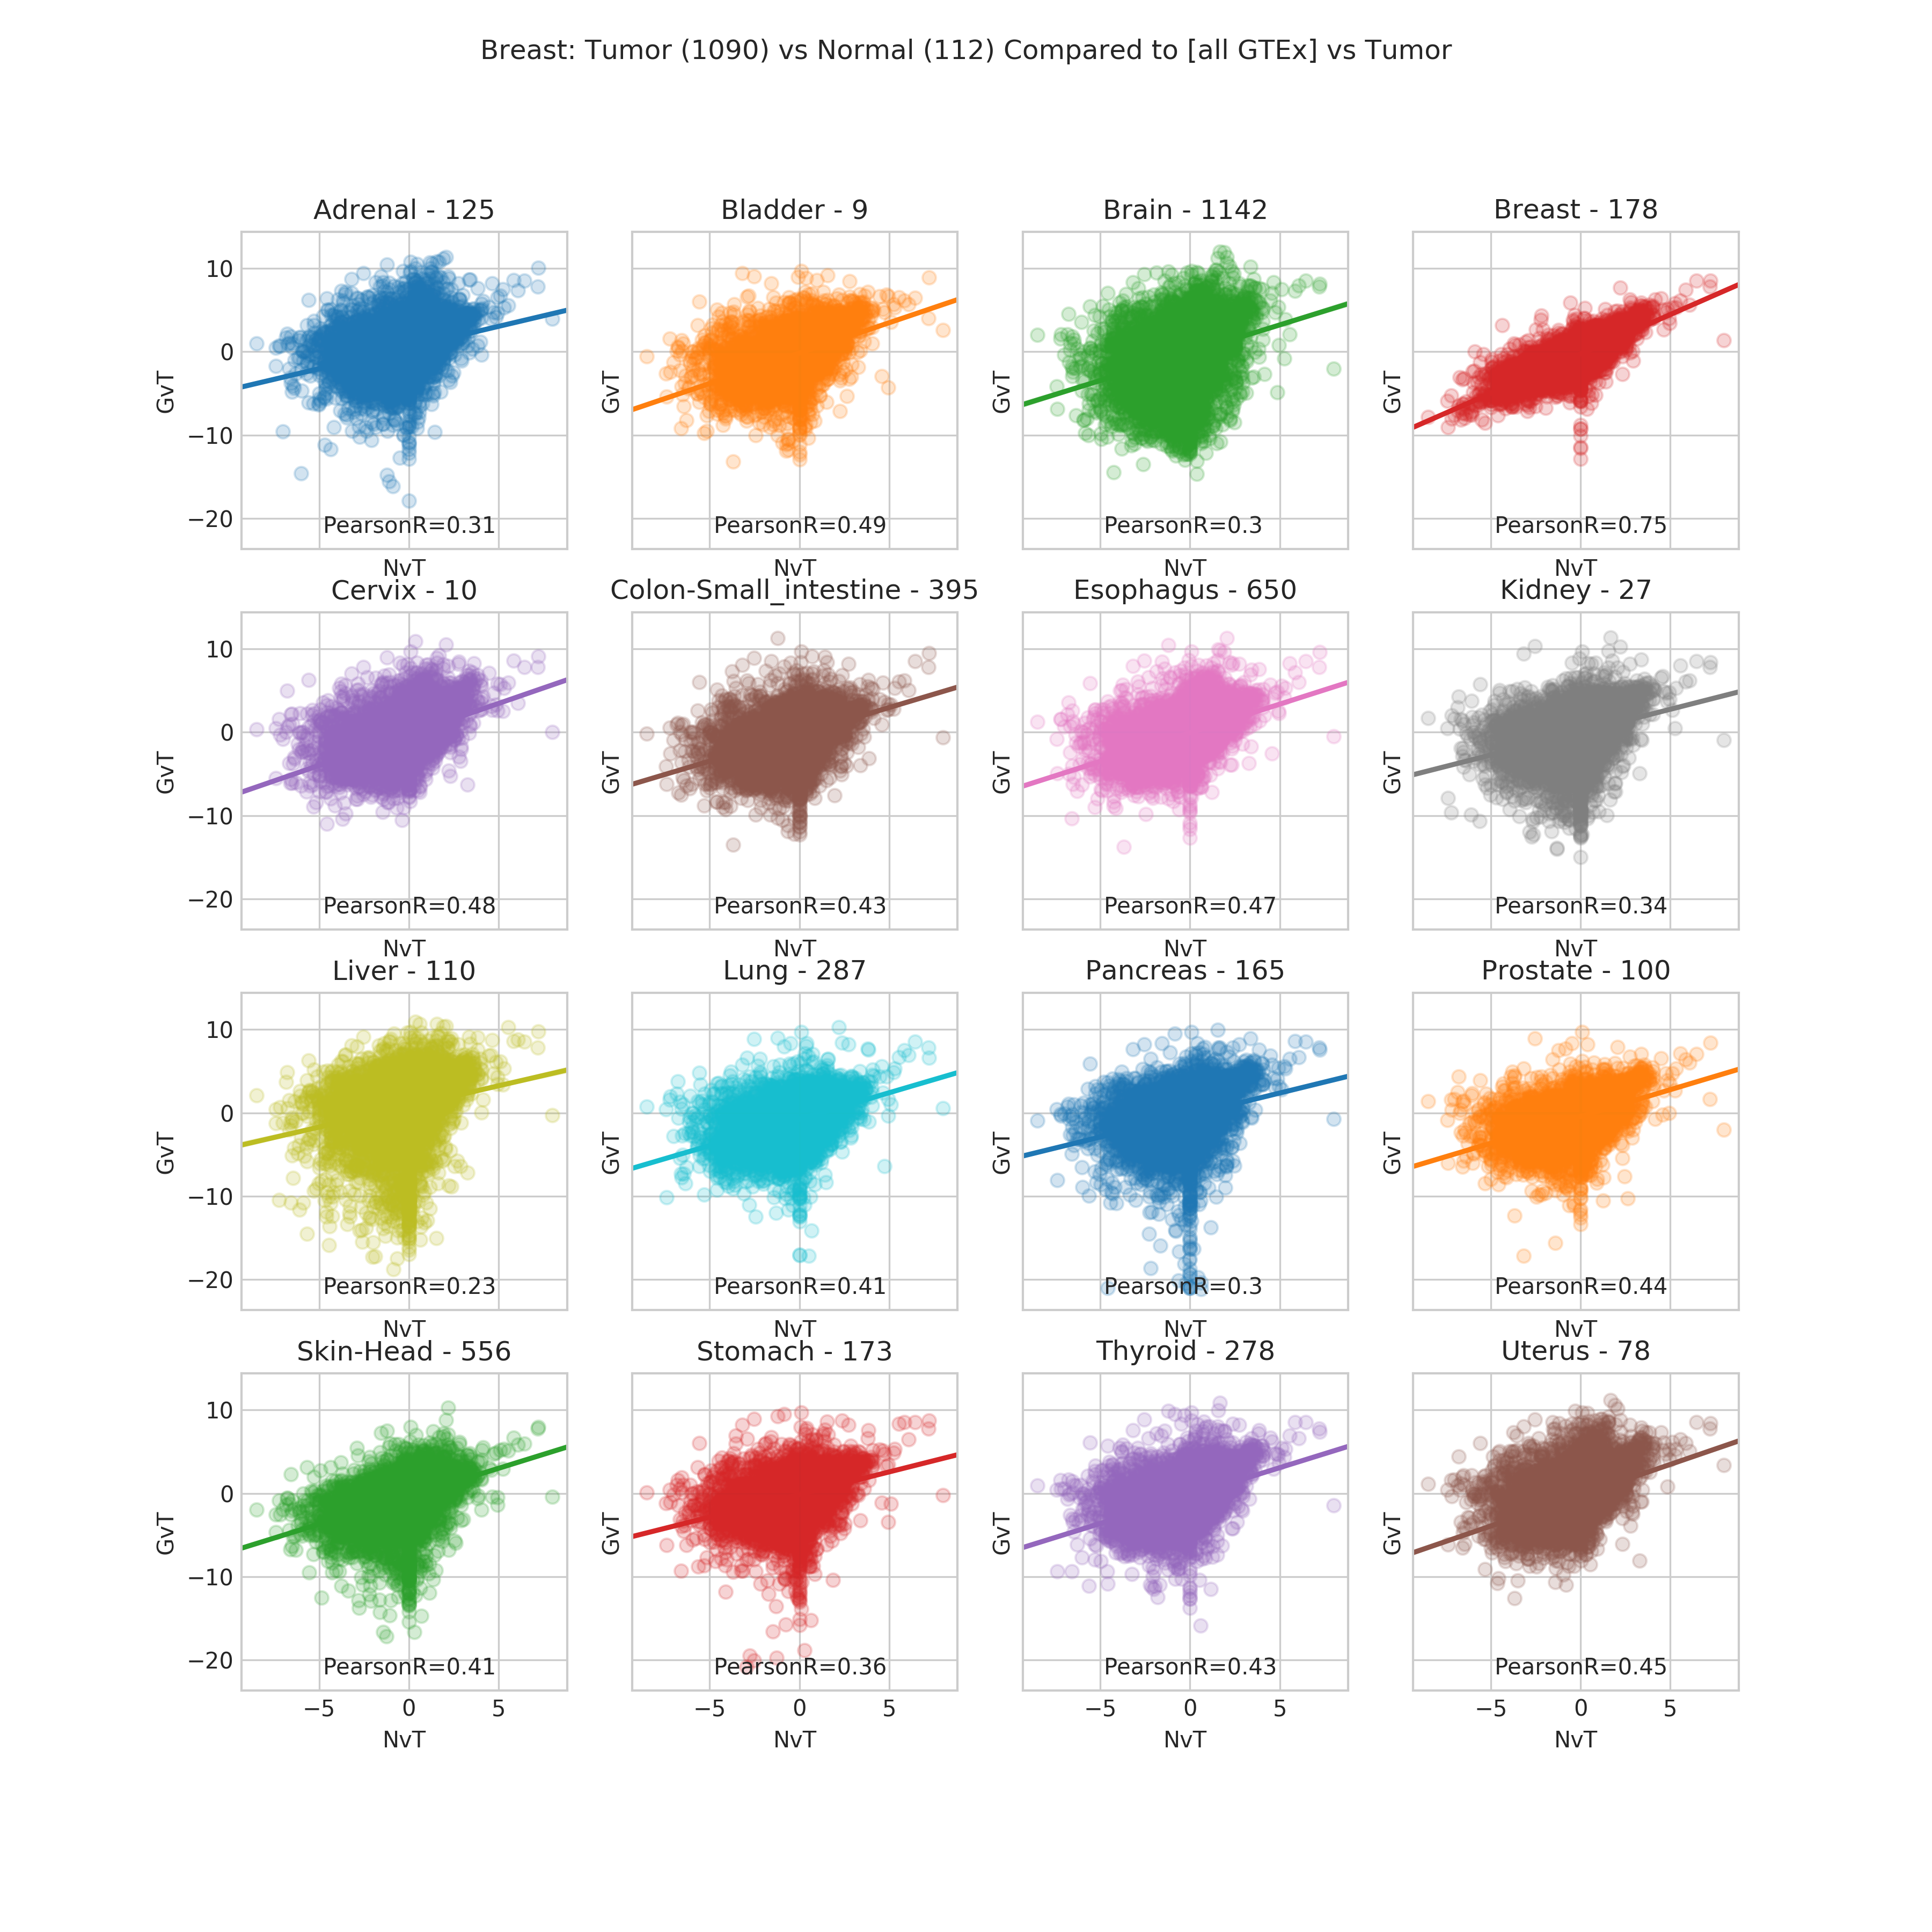 Breast: Tumor (1090) vs Normal (112) Compared to [all GTEx] vs Tumor
Adrenal - 125
Bladder - 9
Brain - 1142
Breast - 178
10
0
−10
−20
GvT
GvT
GvT
GvT
PearsonR=0.31
PearsonR=0.49
PearsonR=0.3
PearsonR=0.75
NvT
NvT
NvT
NvT
Cervix - 10
Colon-Small_intestine - 395
Esophagus - 650
Kidney - 27
10
0
−10
−20
GvT
GvT
GvT
GvT
PearsonR=0.48
PearsonR=0.43
PearsonR=0.47
PearsonR=0.34
NvT
NvT
NvT
NvT
Liver - 110
Lung - 287
Pancreas - 165
Prostate - 100
10
0
−10
−20
GvT
GvT
GvT
GvT
PearsonR=0.23
PearsonR=0.41
PearsonR=0.3
PearsonR=0.44
NvT
NvT
NvT
NvT
Skin-Head - 556
Stomach - 173
Thyroid - 278
Uterus - 78
10
0
−10
−20
GvT
GvT
GvT
GvT
PearsonR=0.41
PearsonR=0.36
PearsonR=0.43
PearsonR=0.45
−5 0 5
−5 0 5
−5 0 5
−5 0 5
NvT
NvT
NvT
NvT